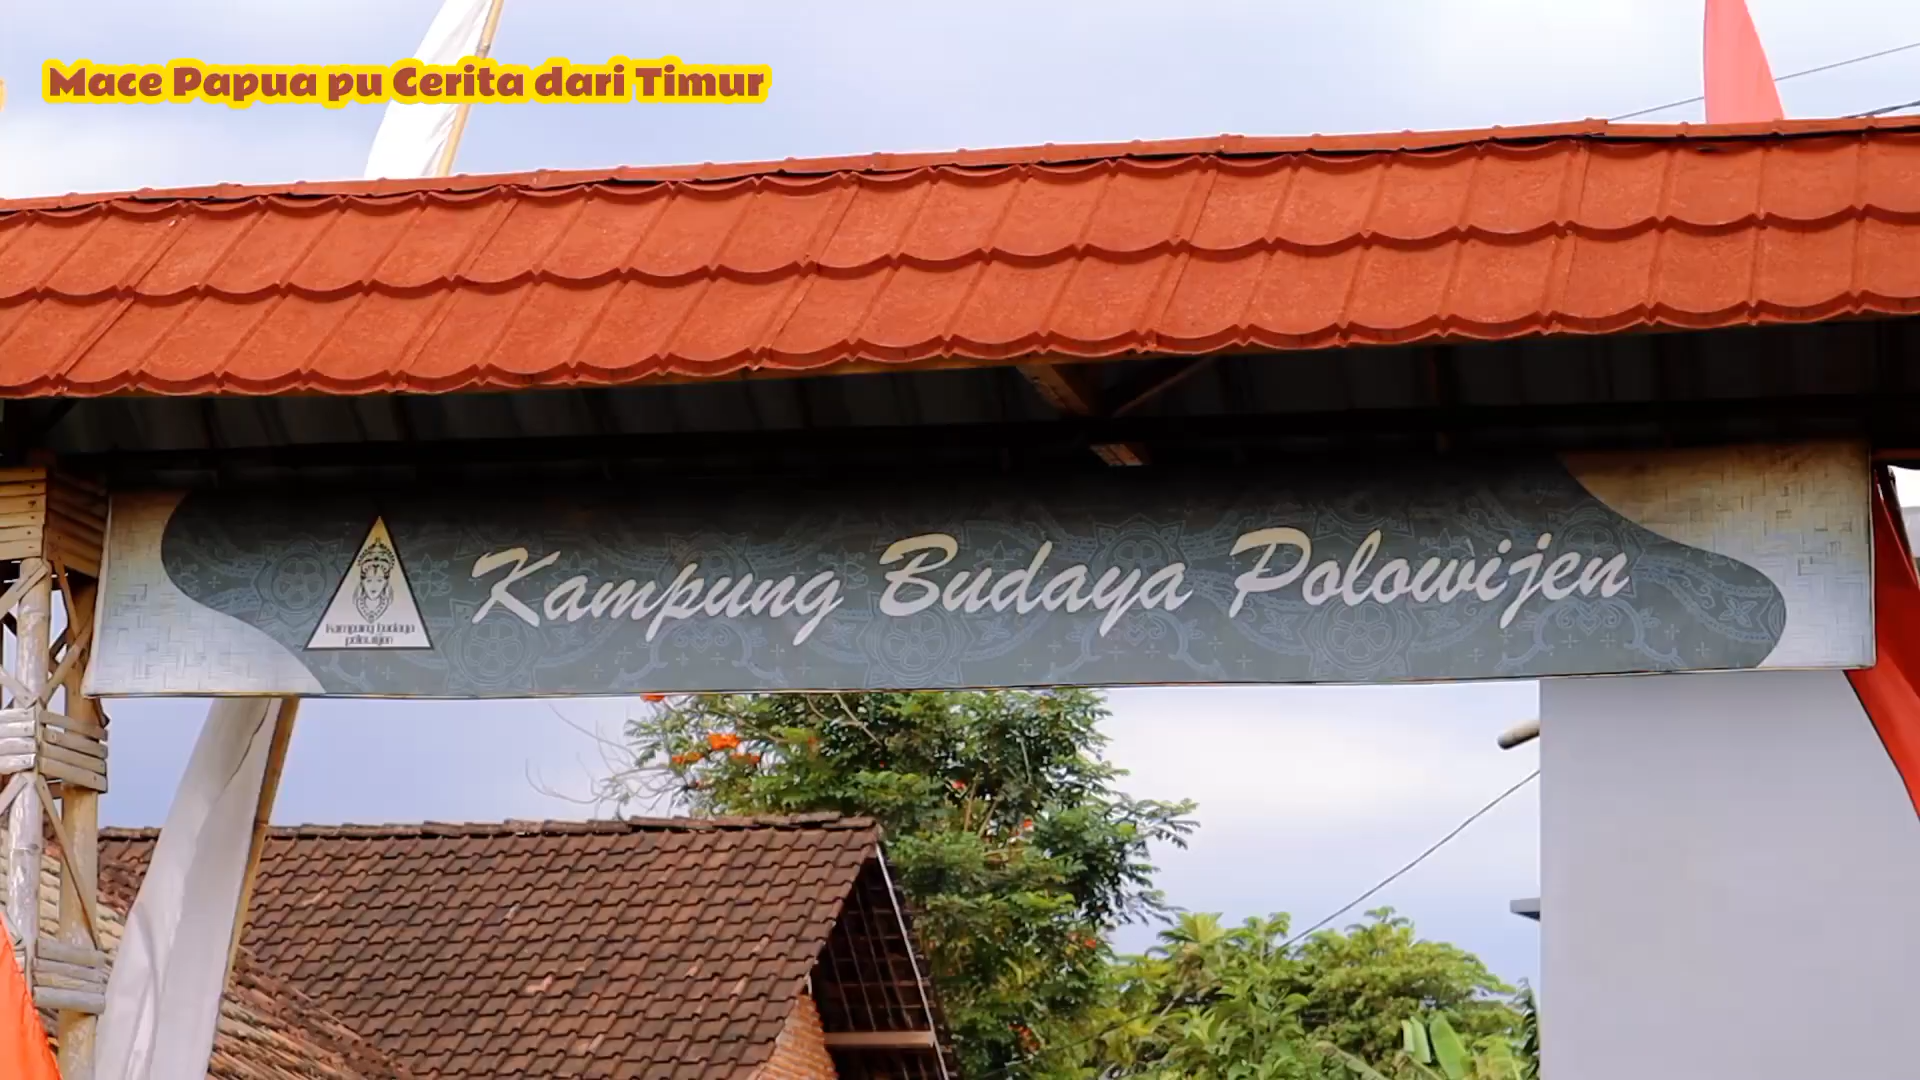 Mace Papua pu Cerita dari Timur
Kampung Budaya Polowijen
Kampung Budaya
polowijen